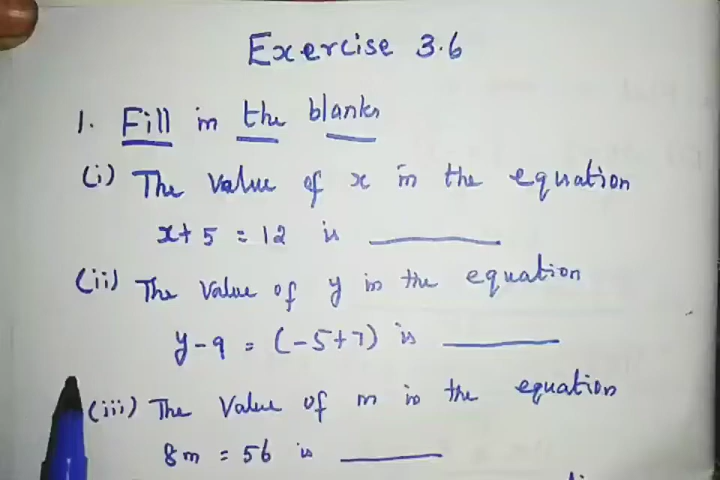 Exercise 3.6
1. Fill in the blanks
(i) The value of x in the equation
x+5 = 12 is ______
(ii) The value of y in the equation
y-9 = (-5+7) is ______
(iii) The value of m in the equation
8m = 56 is ______